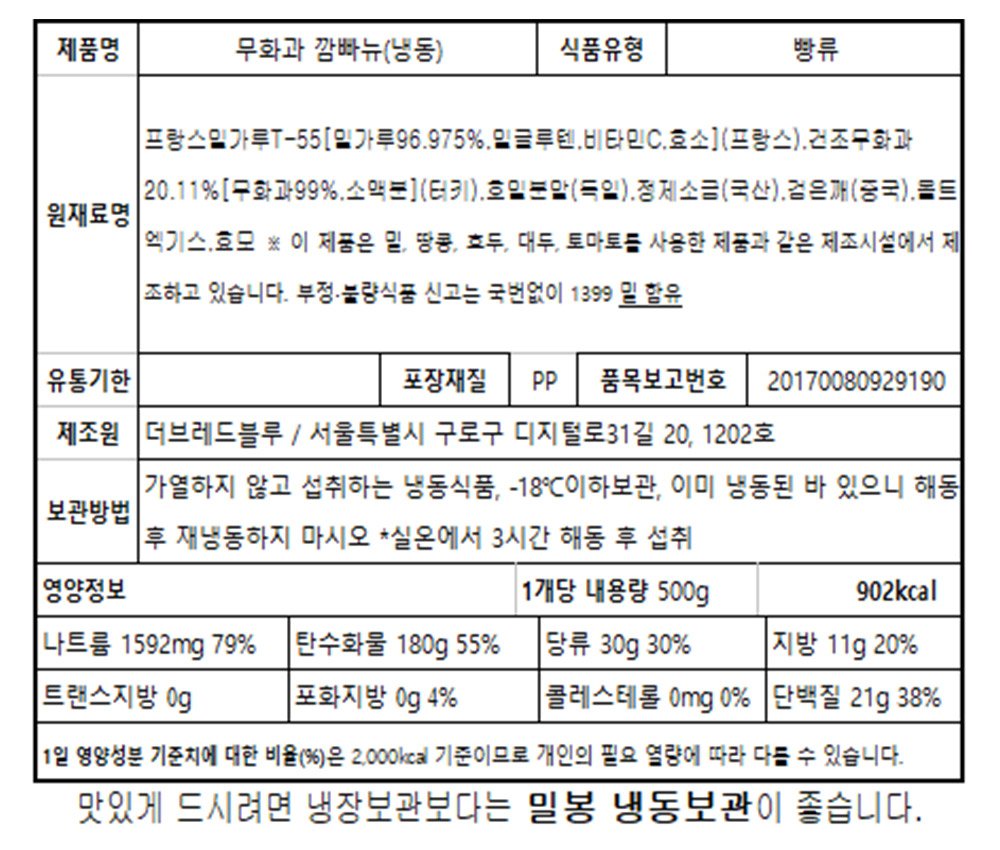 제품명 무화과 깜빠뉴(냉동) 식품유형 빵류
원재료명
프랑스밀가루T-55[밀가루96.975%,밀글루텐,비타민C,효소](프랑스),건조무화과
20.11%[무화과99%,소맥분](터키),호밀분말(독일),정제소금(국산),검은깨(중국),몰트
엑기스,효모 ※ 이 제품은 밀, 땅콩, 호두, 대두, 토마토를 사용한 제품과 같은 제조시설에서 제
조하고 있습니다. 부정·불량식품 신고는 국번없이 1399 밀 함유
유통기한 포장재질 PP 품목보고번호 20170080929190
제조원 더브레드블루 / 서울특별시 구로구 디지털로31길 20, 1202호
보관방법
가열하지 않고 섭취하는 냉동식품, -18℃이하보관, 이미 냉동된 바 있으니 해동
후 재냉동하지 마시오 *실온에서 3시간 해동 후 섭취
영양정보 1개당 내용량 500g 902kcal
나트륨 1592mg 79% 탄수화물 180g 55% 당류 30g 30% 지방 11g 20%
트랜스지방 0g 포화지방 0g 4% 콜레스테롤 0mg 0% 단백질 21g 38%
1일 영양성분 기준치에 대한 비율(%)은 2,000kcal 기준이므로 개인의 필요 열량에 따라 다를 수 있습니다.
맛있게 드시려면 냉장보관보다는 밀봉 냉동보관이 좋습니다.